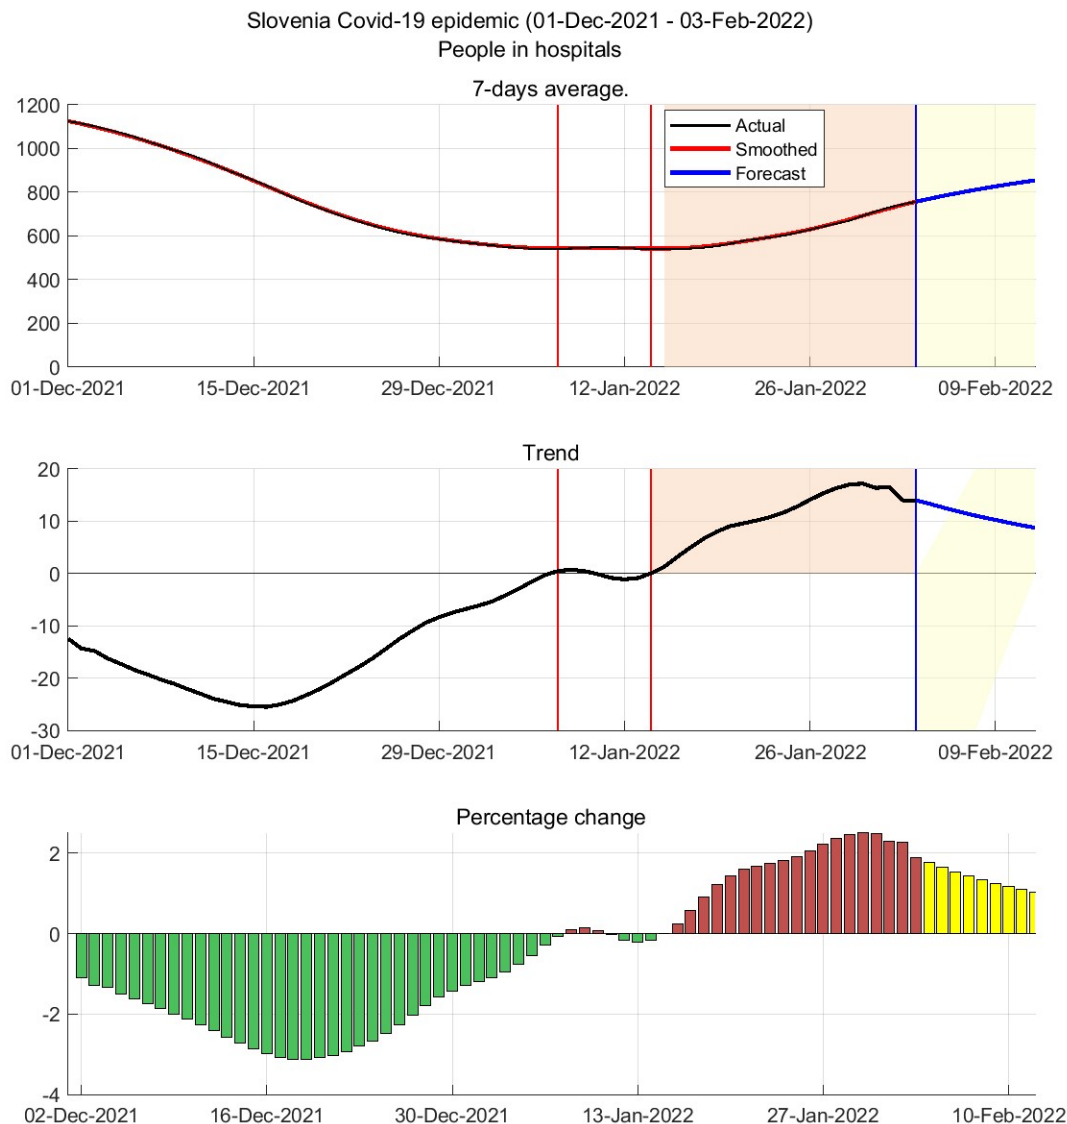 Slovenia Covid-19 epidemic (01-Dec-2021 - 03-Feb-2022)
People in hospitals
7-days average.
1200
1000
800
600
400
200
0
Actual
Smoothed
Forecast
01-Dec-2021 15-Dec-2021 29-Dec-2021 12-Jan-2022 26-Jan-2022 09-Feb-2022
Trend
20
10
0
-10
-20
-30
01-Dec-2021 15-Dec-2021 29-Dec-2021 12-Jan-2022 26-Jan-2022 09-Feb-2022
Percentage change
2
0
-2
-4
02-Dec-2021 16-Dec-2021 30-Dec-2021 13-Jan-2022 27-Jan-2022 10-Feb-2022